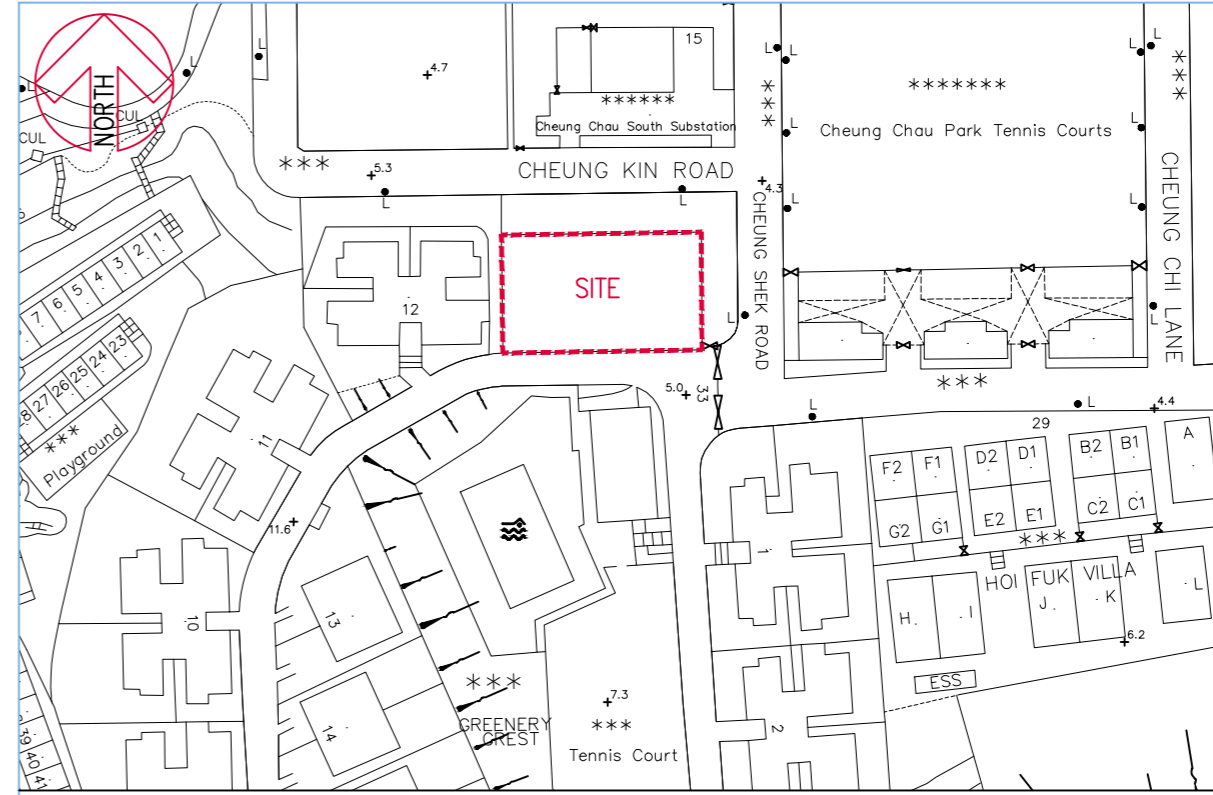 NORTH
CUL
CUL
L
L
L
4.7
15
******
Cheung Chau South Substation
L
L
***
*******
Cheung Chau Park Tennis Courts
L
L
***
***
5.3
CHEUNG KIN ROAD
L
L
4.3
L
L
L
L
CHEUNG SHEK ROAD
CHEUNG CHI LANE
SITE
12
L
L
7 6 5 4 3 2 1
28 27 26 25 24 23
***
Playground
11
5.0
33
***
L
L
4.4
29
F2 F1
G2 G1
D2 D1
E2 E1
B2 B1
C2 C1
A
***
HOI FUK VILLA
H
I
J
K
L
6.2
ESS
11.6
10
13
14
1
2
***
GREENERY
CREST
7.3
***
Tennis Court
39
40
41